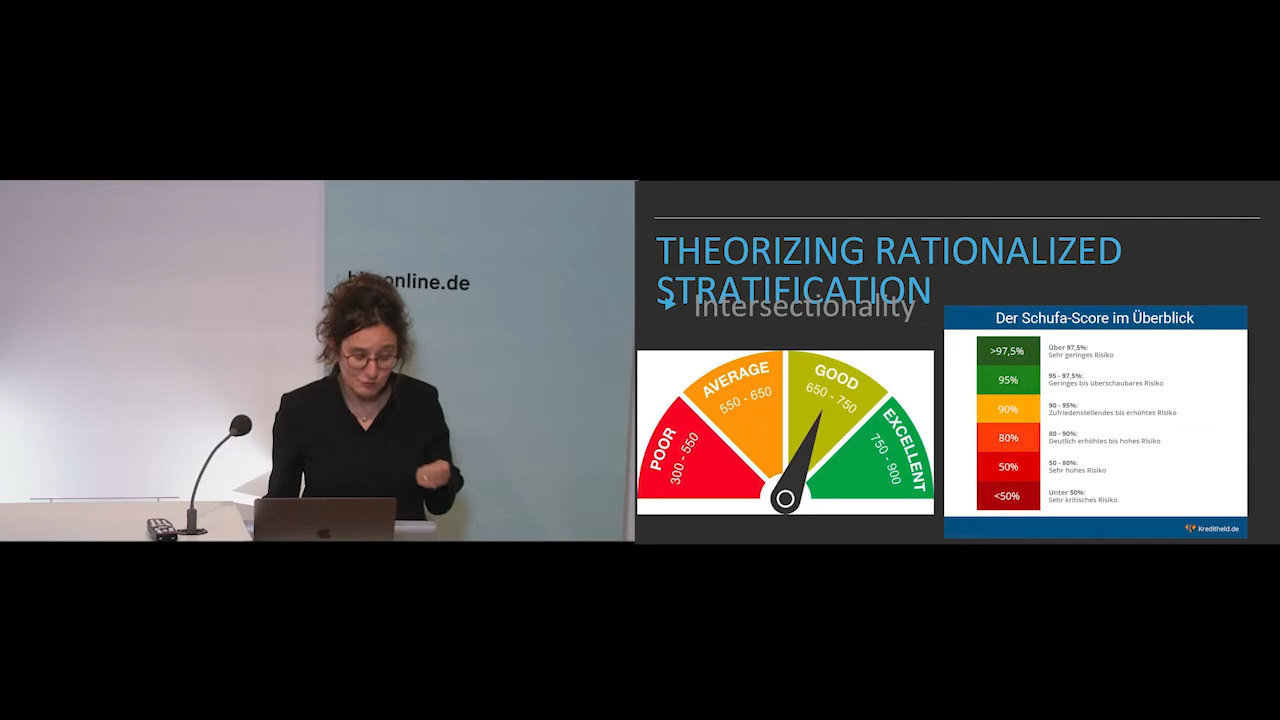 online.de
THEORIZING RATIONALIZED
STRATIFICATION
Intersectionality
POOR
300 - 550
AVERAGE
550 - 650
GOOD
650 - 750
EXCELLENT
750 - 900
Der Schufa-Score im Überblick
>97,5%
Über 97,5%:
Sehr geringes Risiko
95%
95 - 97,5%:
Geringes bis überschaubares Risiko
90%
90 - 95%:
Zufriedenstellendes bis erhöhtes Risiko
80%
80 - 90%:
Deutlich erhöhtes bis hohes Risiko
50%
50 - 80%:
Sehr hohes Risiko
<50%
Unter 50%:
Sehr kritisches Risiko
Kreditheld.de